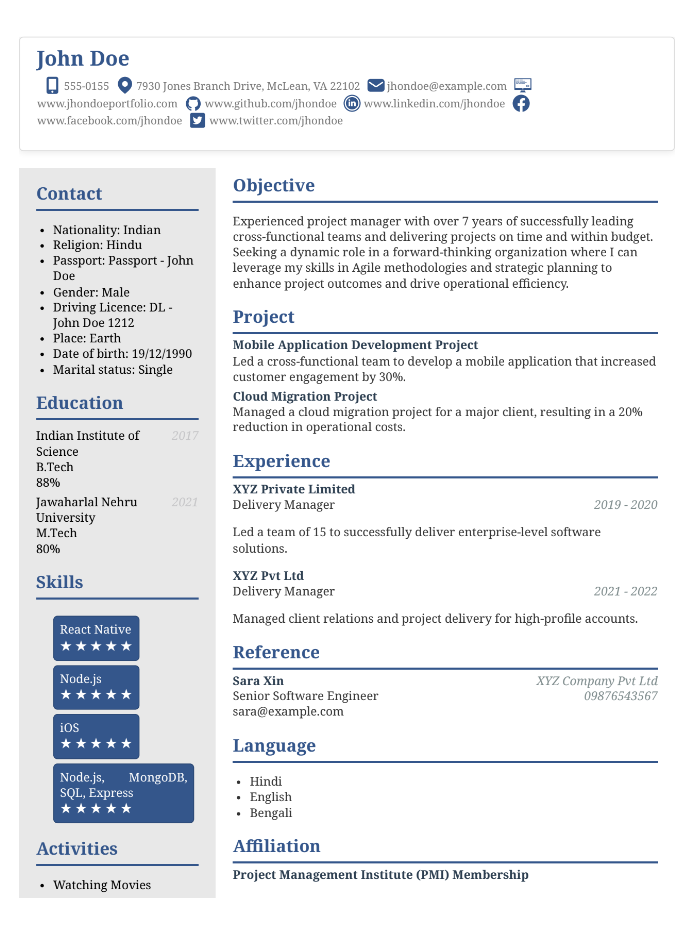 John Doe
555-0155 7930 Jones Branch Drive, McLean, VA 22102 jhondoe@example.com
www.jhondoeportfolio.com www.github.com/jhondoe www.linkedin.com/jhondoe
www.facebook.com/jhondoe www.twitter.com/jhondoe
Contact
• Nationality: Indian
• Religion: Hindu
• Passport: Passport - John
Doe
• Gender: Male
• Driving Licence: DL -
John Doe 1212
• Place: Earth
• Date of birth: 19/12/1990
• Marital status: Single
Education
Indian Institute of 2017
Science
B.Tech
88%
Jawaharlal Nehru 2021
University
M.Tech
80%
Skills
React Native
★ ★ ★ ★ ★
Node.js
★ ★ ★ ★ ★
iOS
★ ★ ★ ★ ★
Node.js, MongoDB,
SQL, Express
★ ★ ★ ★ ★
Activities
• Watching Movies
Objective
Experienced project manager with over 7 years of successfully leading
cross-functional teams and delivering projects on time and within budget.
Seeking a dynamic role in a forward-thinking organization where I can
leverage my skills in Agile methodologies and strategic planning to
enhance project outcomes and drive operational efficiency.
Project
Mobile Application Development Project
Led a cross-functional team to develop a mobile application that increased
customer engagement by 30%.
Cloud Migration Project
Managed a cloud migration project for a major client, resulting in a 20%
reduction in operational costs.
Experience
XYZ Private Limited
Delivery Manager 2019 - 2020
Led a team of 15 to successfully deliver enterprise-level software
solutions.
XYZ Pvt Ltd
Delivery Manager 2021 - 2022
Managed client relations and project delivery for high-profile accounts.
Reference
Sara Xin XYZ Company Pvt Ltd
Senior Software Engineer 09876543567
sara@example.com
Language
• Hindi
• English
• Bengali
Affiliation
Project Management Institute (PMI) Membership